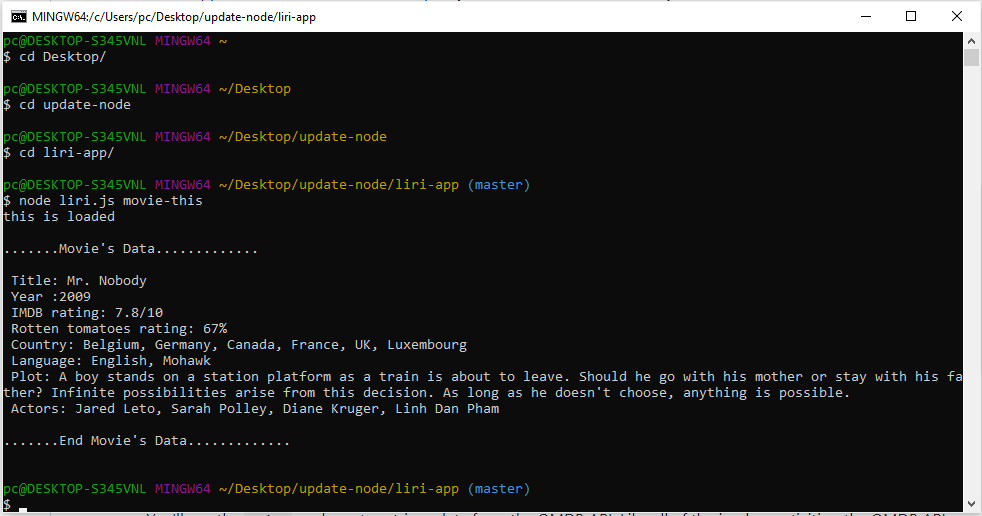 MINGW64:/c/Users/pc/Desktop/update-node/liri-app
pc@DESKTOP-S345VNL MINGW64 ~
$ cd Desktop/
pc@DESKTOP-S345VNL MINGW64 ~/Desktop
$ cd update-node
pc@DESKTOP-S345VNL MINGW64 ~/Desktop/update-node
$ cd liri-app/
pc@DESKTOP-S345VNL MINGW64 ~/Desktop/update-node/liri-app (master)
$ node liri.js movie-this
this is loaded
.......Movie's Data.............
Title: Mr. Nobody
Year :2009
IMDB rating: 7.8/10
Rotten tomatoes rating: 67%
Country: Belgium, Germany, Canada, France, UK, Luxembourg
Language: English, Mohawk
Plot: A boy stands on a station platform as a train is about to leave. Should he go with his mother or stay with his fa
ther? Infinite possibilities arise from this decision. As long as he doesn't choose, anything is possible.
Actors: Jared Leto, Sarah Polley, Diane Kruger, Linh Dan Pham
.......End Movie's Data.............
pc@DESKTOP-S345VNL MINGW64 ~/Desktop/update-node/liri-app (master)
$